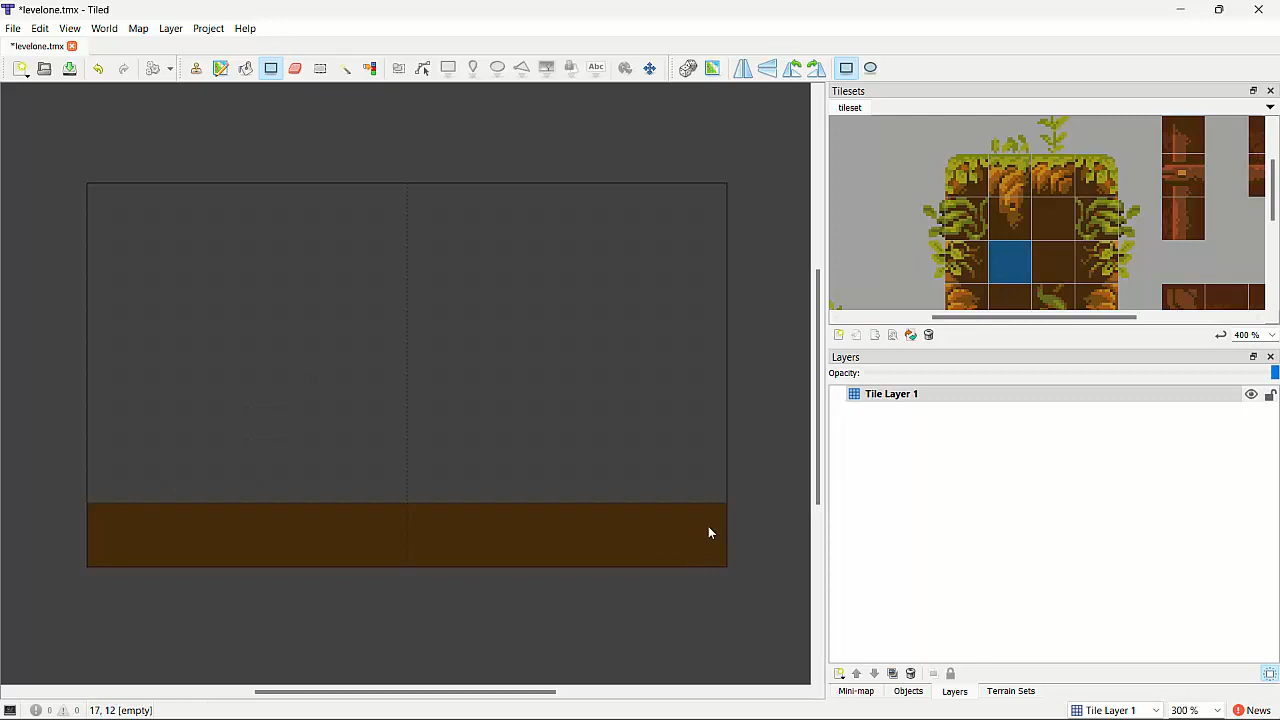 *levelone.tmx - Tiled
File Edit View World Map Layer Project Help
*levelone.tmx
Abc
Tilesets
tileset
400 %
Layers
Opacity:
Tile Layer 1
Mini-map Objects Layers Terrain Sets
0 0 17, 12 [empty] Tile Layer 1 300 % News